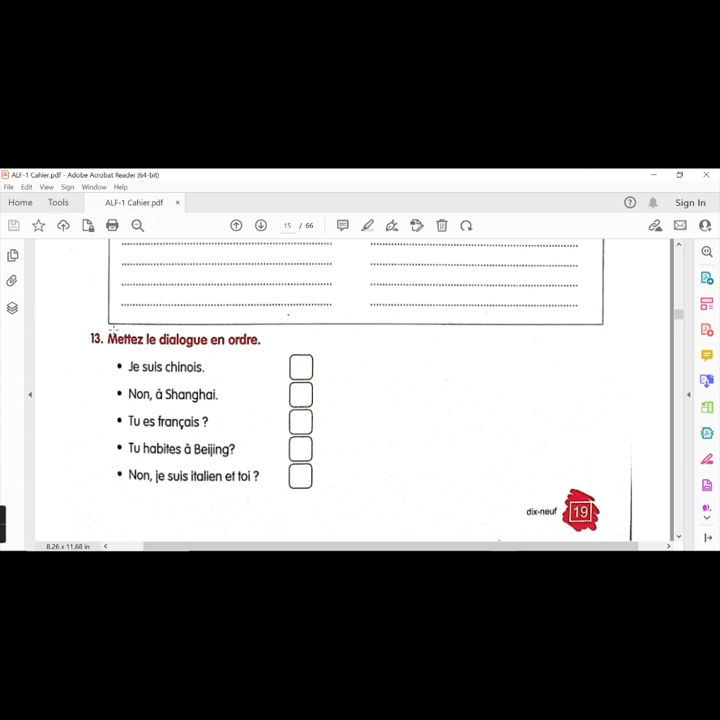 ALF-1 Cahier.pdf - Adobe Acrobat Reader (64-bit)
File Edit View Sign Window Help
Home Tools ALF-1 Cahier.pdf × Sign In
15 / 66
13. Mettez le dialogue en ordre.
• Je suis chinois.
• Non, à Shanghai.
• Tu es français ?
• Tu habites à Beijing?
• Non, je suis italien et toi ?
dix-neuf 19
8.26 x 11.68 in